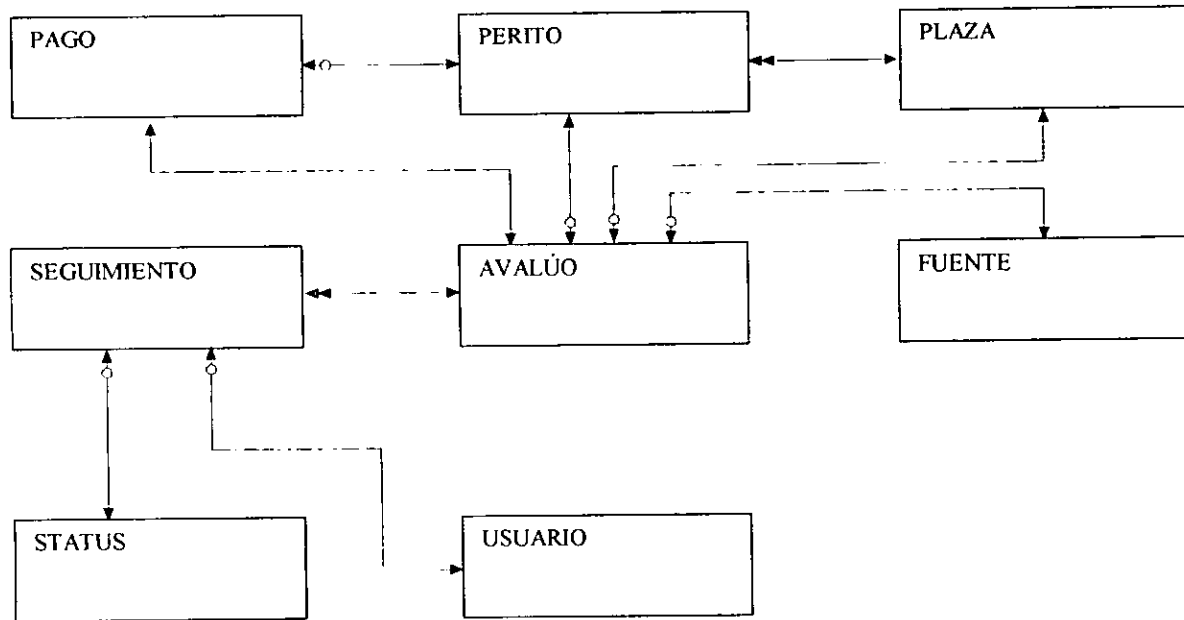 PAGO
PERITO
PLAZA
SEGUIMIENTO
AVALÚO
FUENTE
STATUS
USUARIO